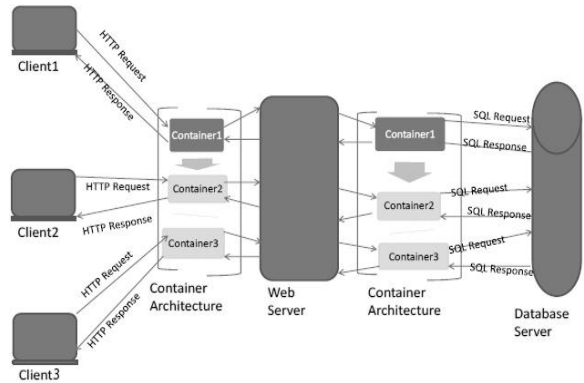 Client1
HTTP Request
HTTP Response
Container1
Container2
Container3
Container
Architecture
Client2
HTTP Request
HTTP Response
Client3
HTTP Request
HTTP Response
Web
Server
Container1
Container2
Container3
Container
Architecture
SQL Request
SQL Response
SQL Request
SQL Response
SQL Request
SQL Response
Database
Server